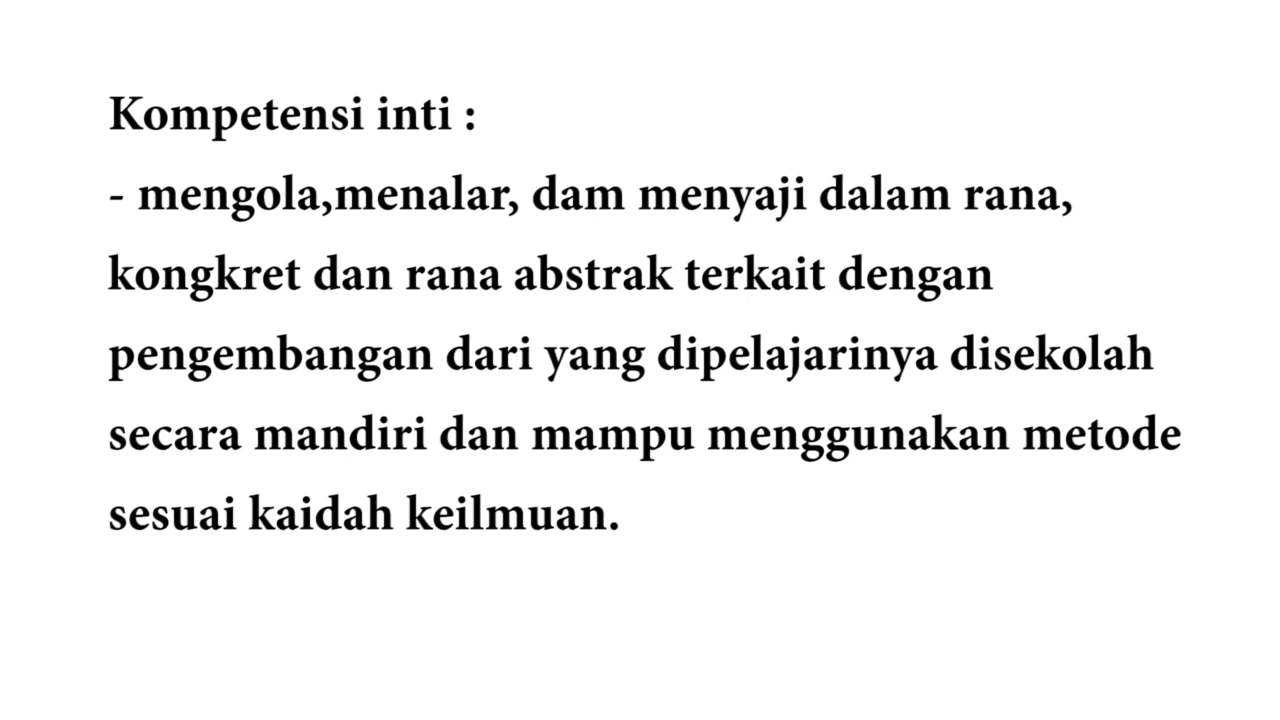 Kompetensi inti :
- mengola,menalar, dam menyaji dalam rana,
kongkret dan rana abstrak terkait dengan
pengembangan dari yang dipelajarinya disekolah
secara mandiri dan mampu menggunakan metode
sesuai kaidah keilmuan.